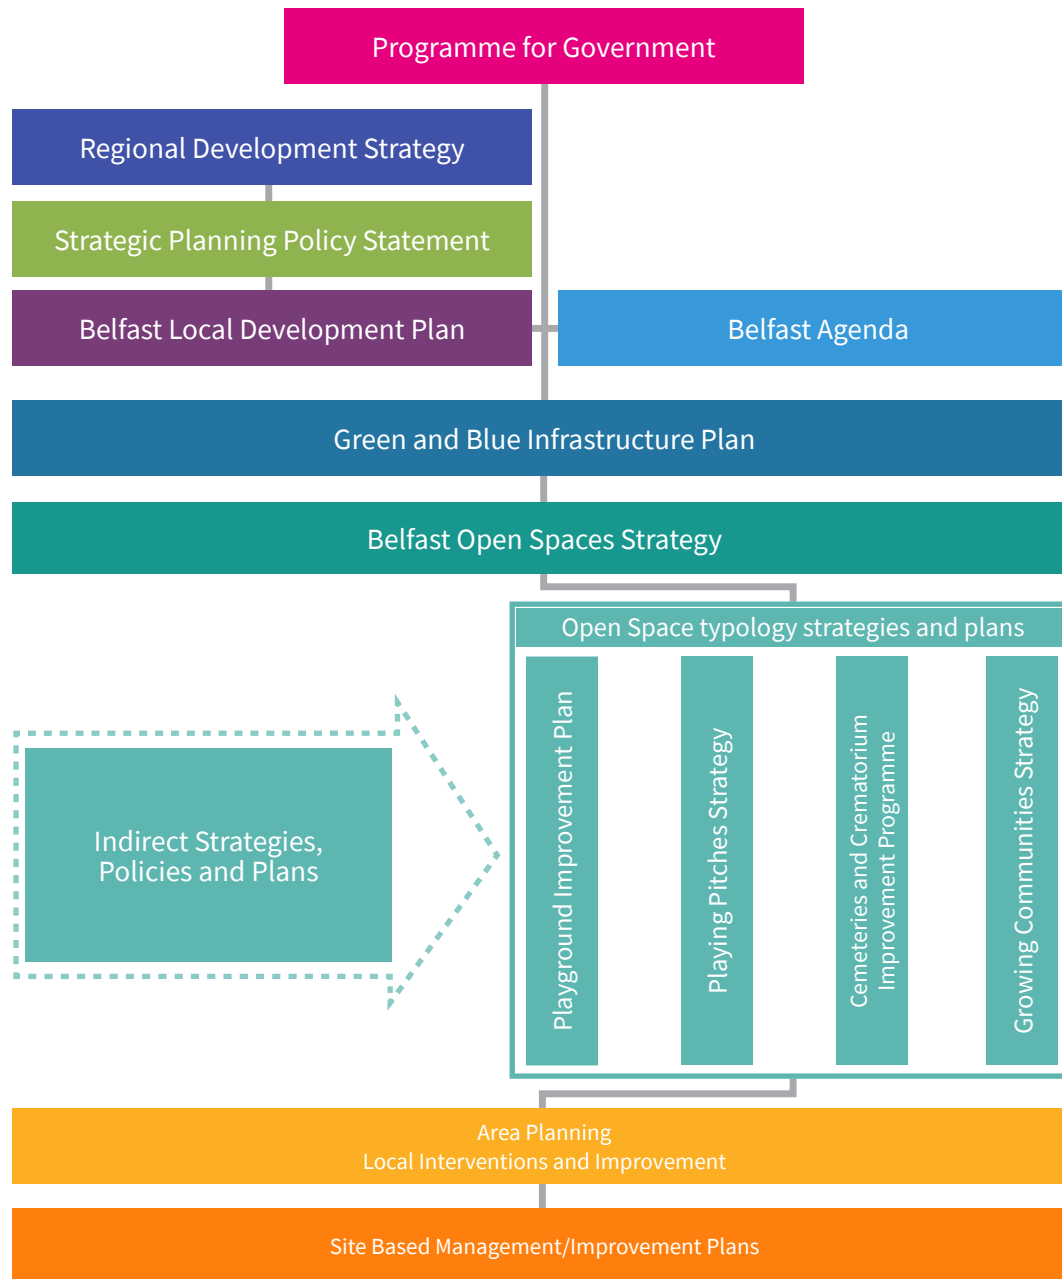 Programme for Government
Regional Development Strategy
Strategic Planning Policy Statement
Belfast Local Development Plan
Belfast Agenda
Green and Blue Infrastructure Plan
Belfast Open Spaces Strategy
Open Space typology strategies and plans
Indirect Strategies,
Policies and Plans
Playground Improvement Plan
Playing Pitches Strategy
Cemeteries and Crematorium
Improvement Programme
Growing Communities Strategy
Area Planning
Local Interventions and Improvement
Site Based Management/Improvement Plans